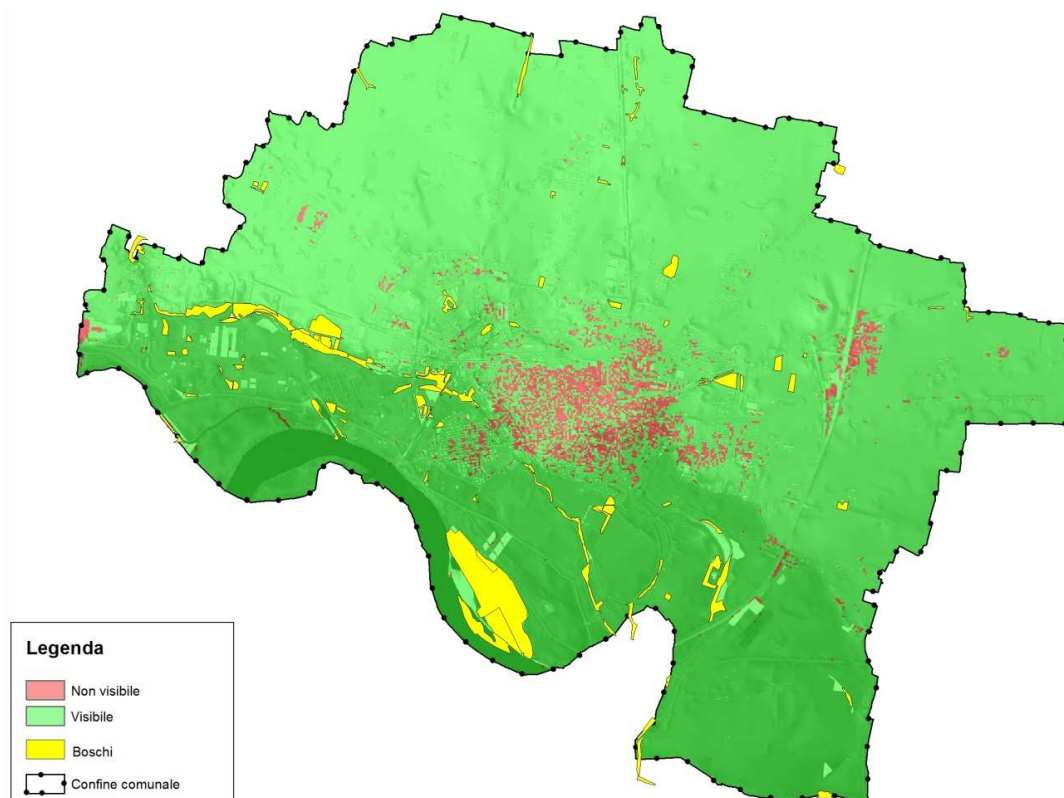 Legenda
Non visibile
Visibile
Boschi
Confine comunale